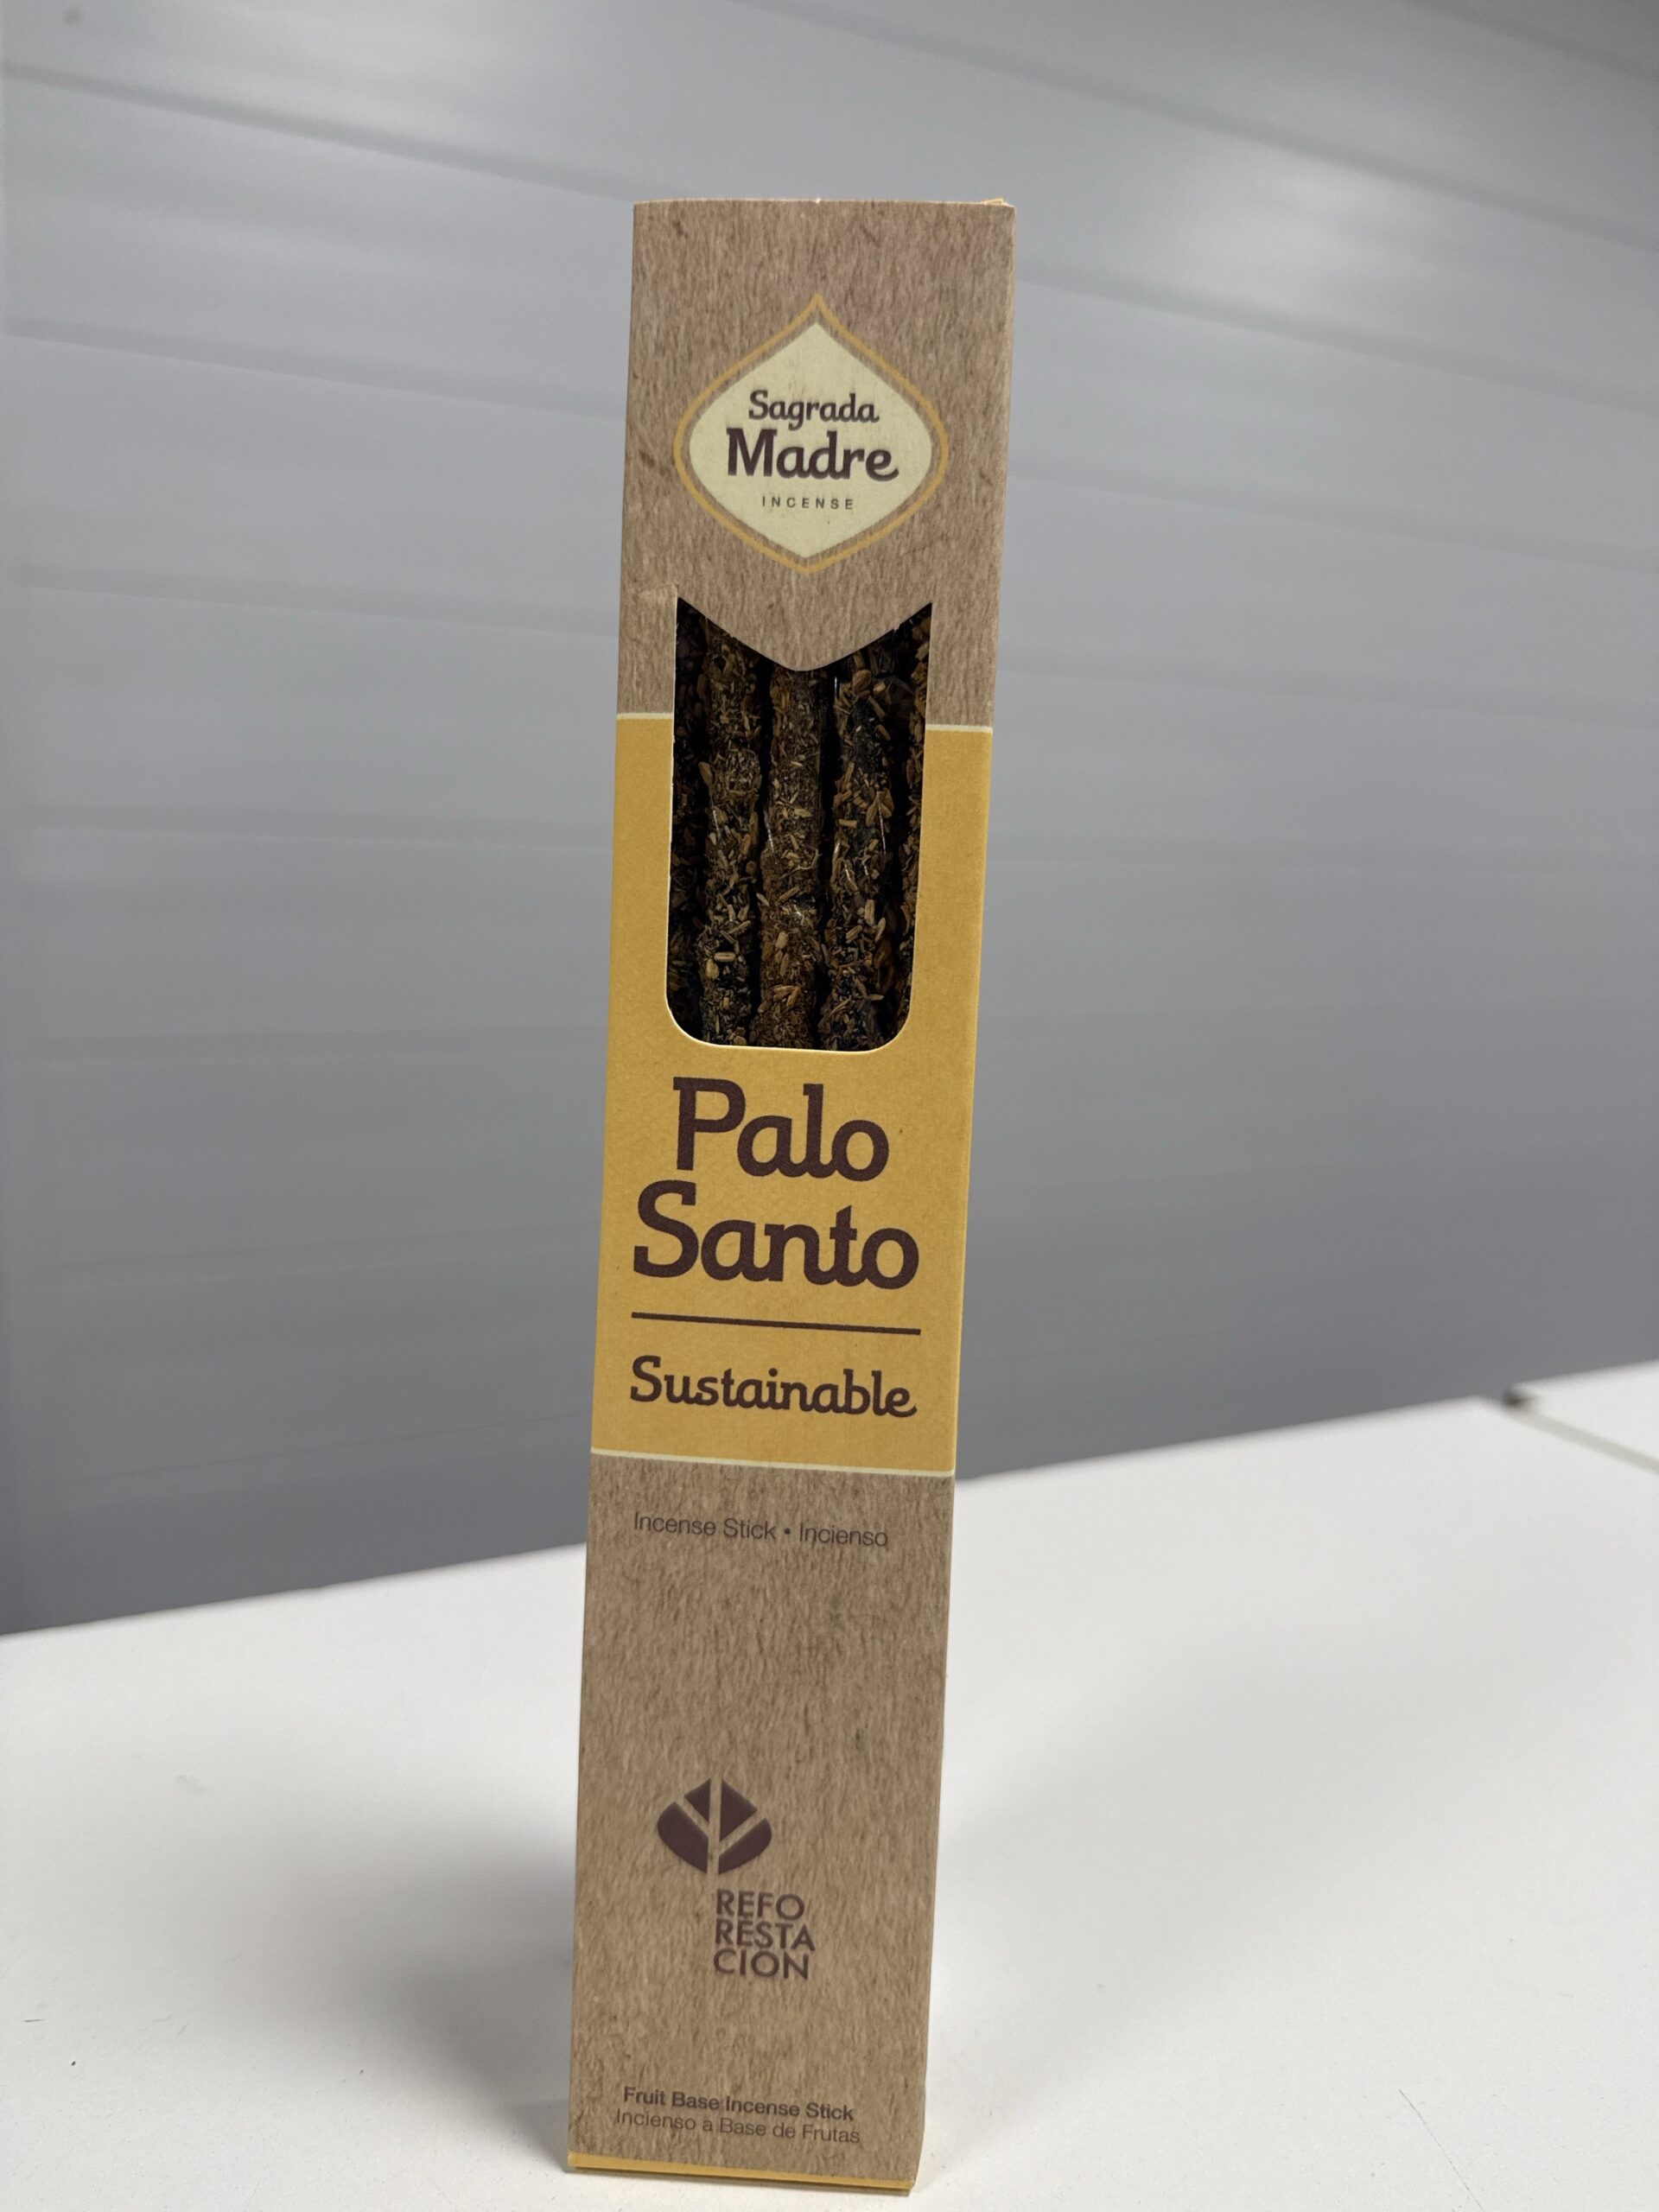 Sagrada
Madre
INCENSE
Palo
Santo
Sustainable
Incense Stick • Incienso
REFO
RESTA
CION
Fruit Base Incense Stick
Incienso a Base de Frutas